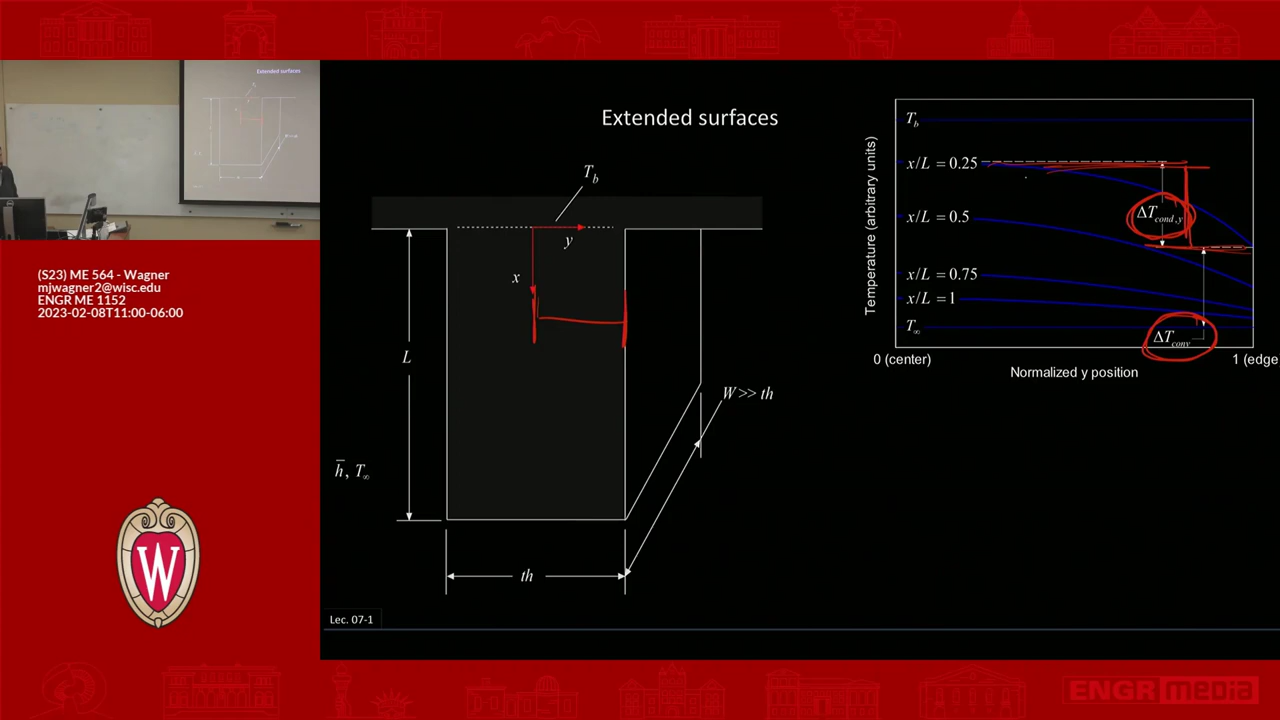 Extended surfaces
(S23) ME 564 - Wagner
mjwagner2@wisc.edu
ENGR ME 1152
2023-02-08T11:00-06:00
W
Extended surfaces
T_b
y
x
L
W >> th
h̅, T_∞
th
Lec. 07-1
Temperature (arbitrary units)
T_b
x/L = 0.25
x/L = 0.5
x/L = 0.75
x/L = 1
T_∞
ΔT_cond,y
ΔT_conv
0 (center)
1 (edge
Normalized y position
ENGR media